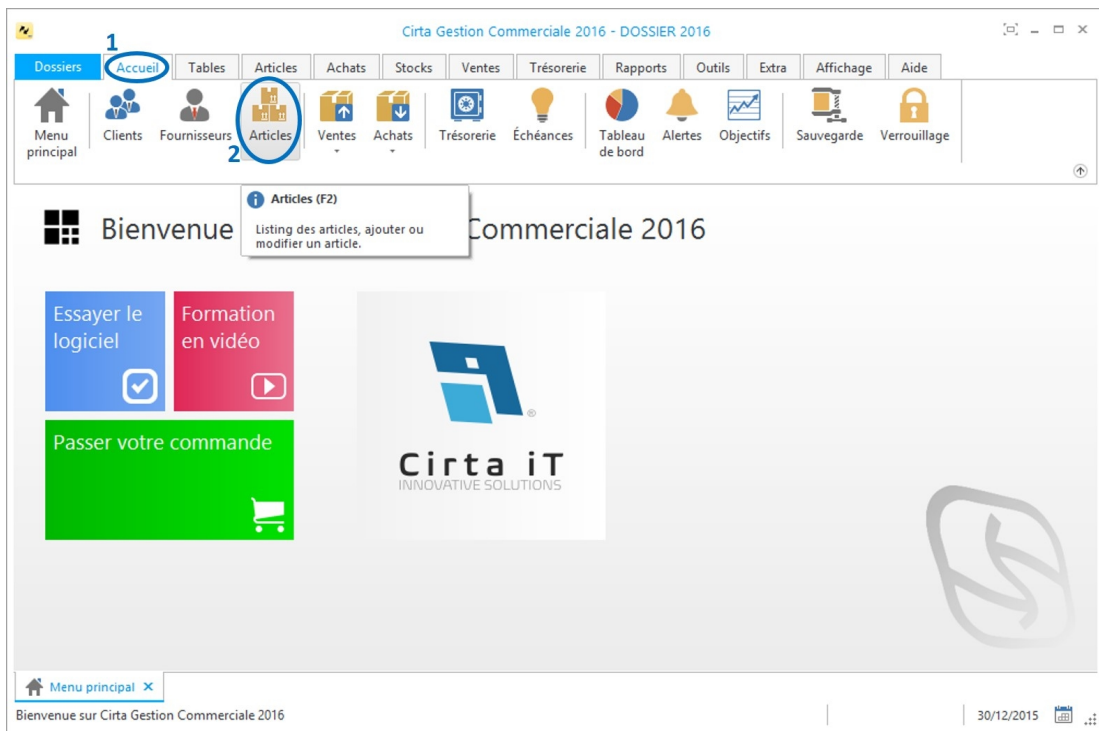 Cirta Gestion Commerciale 2016 - DOSSIER 2016
1
Dossiers Accueil Tables Articles Achats Stocks Ventes Trésorerie Rapports Outils Extra Affichage Aide
Menu principal
Clients
Fournisseurs
Articles
Ventes
Achats
Trésorerie
Échéances
Tableau de bord
Alertes
Objectifs
Sauvegarde
Verrouillage
2
Articles (F2)
Listing des articles, ajouter ou
modifier un article.
Bienvenue Commerciale 2016
Essayer le
logiciel
Formation
en vidéo
Passer votre commande
®
Cirta iT
INNOVATIVE SOLUTIONS
Menu principal
Bienvenue sur Cirta Gestion Commerciale 2016
30/12/2015